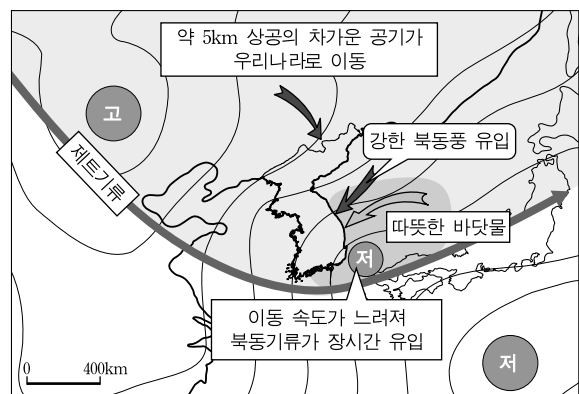 약 5km 상공의 차가운 공기가
우리나라로 이동
고
강한 북동풍 유입
제트기류
따뜻한 바닷물
저
이동 속도가 느려져
북동기류가 장시간 유입
저
0 400km